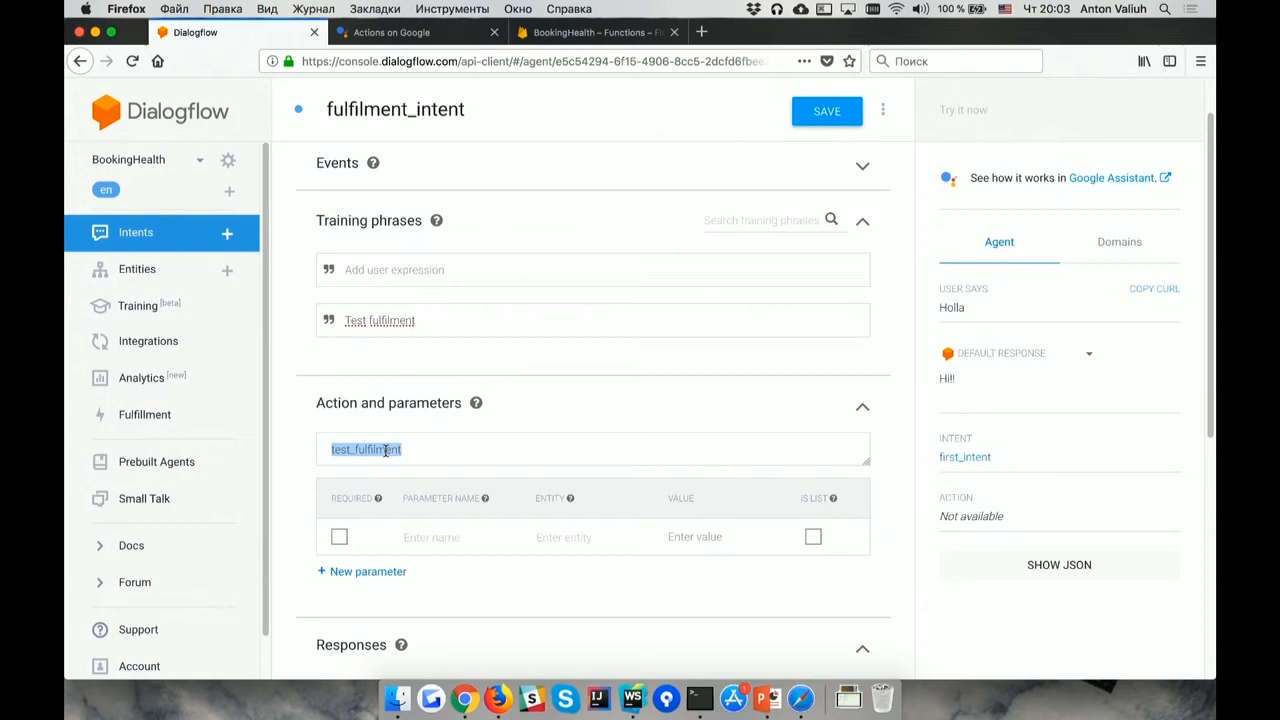 Firefox Файл Правка Вид Журнал Закладки Инструменты Окно Справка 100 % Чт 20:03 Anton Valiuh
Dialogflow Actions on Google BookingHealth – Functions – Fi
https://console.dialogflow.com/api-client/#/agent/e5c54294-6f15-4906-8cc5-2dcfd6fbee Поиск
Dialogflow
fulfilment_intent
SAVE
Try it now
BookingHealth
en
Intents
Entities
Training [beta]
Integrations
Analytics [new]
Fulfillment
Prebuilt Agents
Small Talk
Docs
Forum
Support
Account
Events
Training phrases
Search training phrases
Add user expression
Test fulfilment
Action and parameters
test_fulfilment
REQUIRED PARAMETER NAME ENTITY VALUE IS LIST
Enter name Enter entity Enter value
+ New parameter
Responses
See how it works in Google Assistant.
Agent Domains
USER SAYS COPY CURL
Holla
DEFAULT RESPONSE
Hi!!
INTENT
first_intent
ACTION
Not available
SHOW JSON